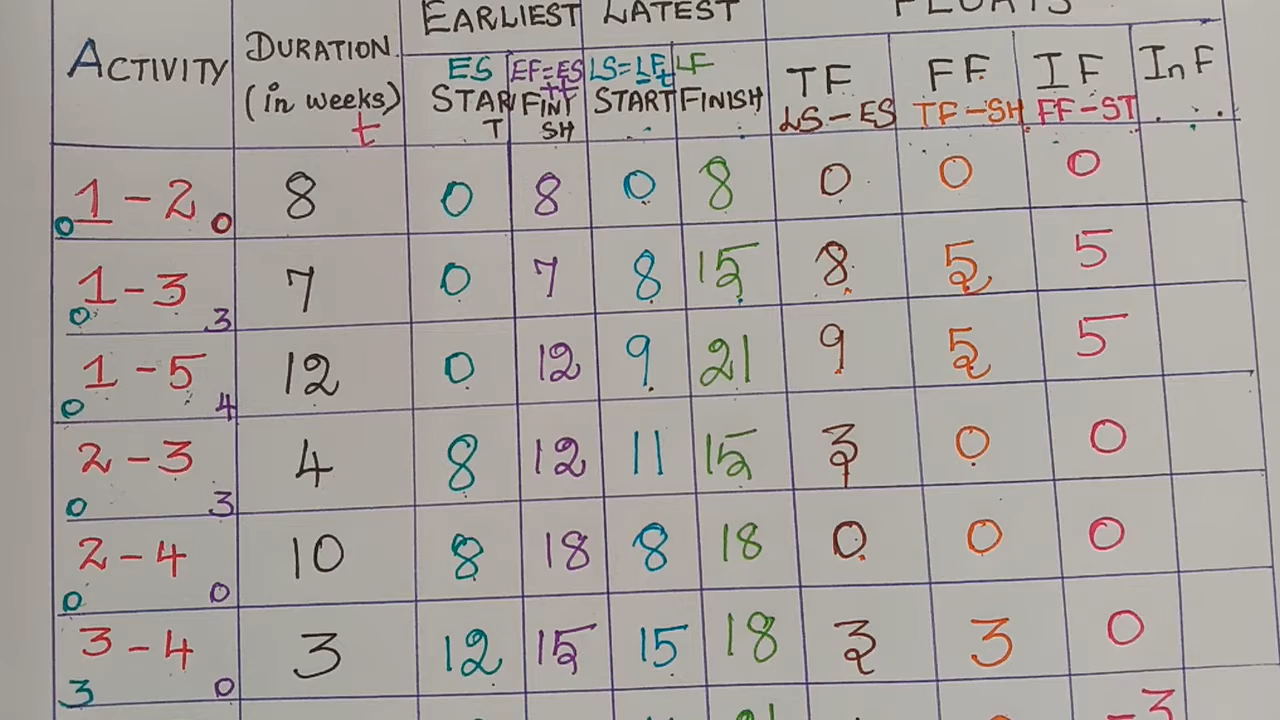 EARLIEST LATEST FLOATS
ACTIVITY DURATION ES EF=ES+t LS=LF-t LF TF FF IF InF
(in weeks) START FINISH START FINISH LS-ES TF-SH FF-ST
t
1-2 8 0 8 0 8 0 0 0
0 0
1-3 7 0 7 8 15 8 5 5
0 3
1-5 12 0 12 9 21 9 5 5
0 4
2-3 4 8 12 11 15 3 0 0
0 3
2-4 10 8 18 8 18 0 0 0
0 0
3-4 3 12 15 15 18 3 3 0
3 0
-3